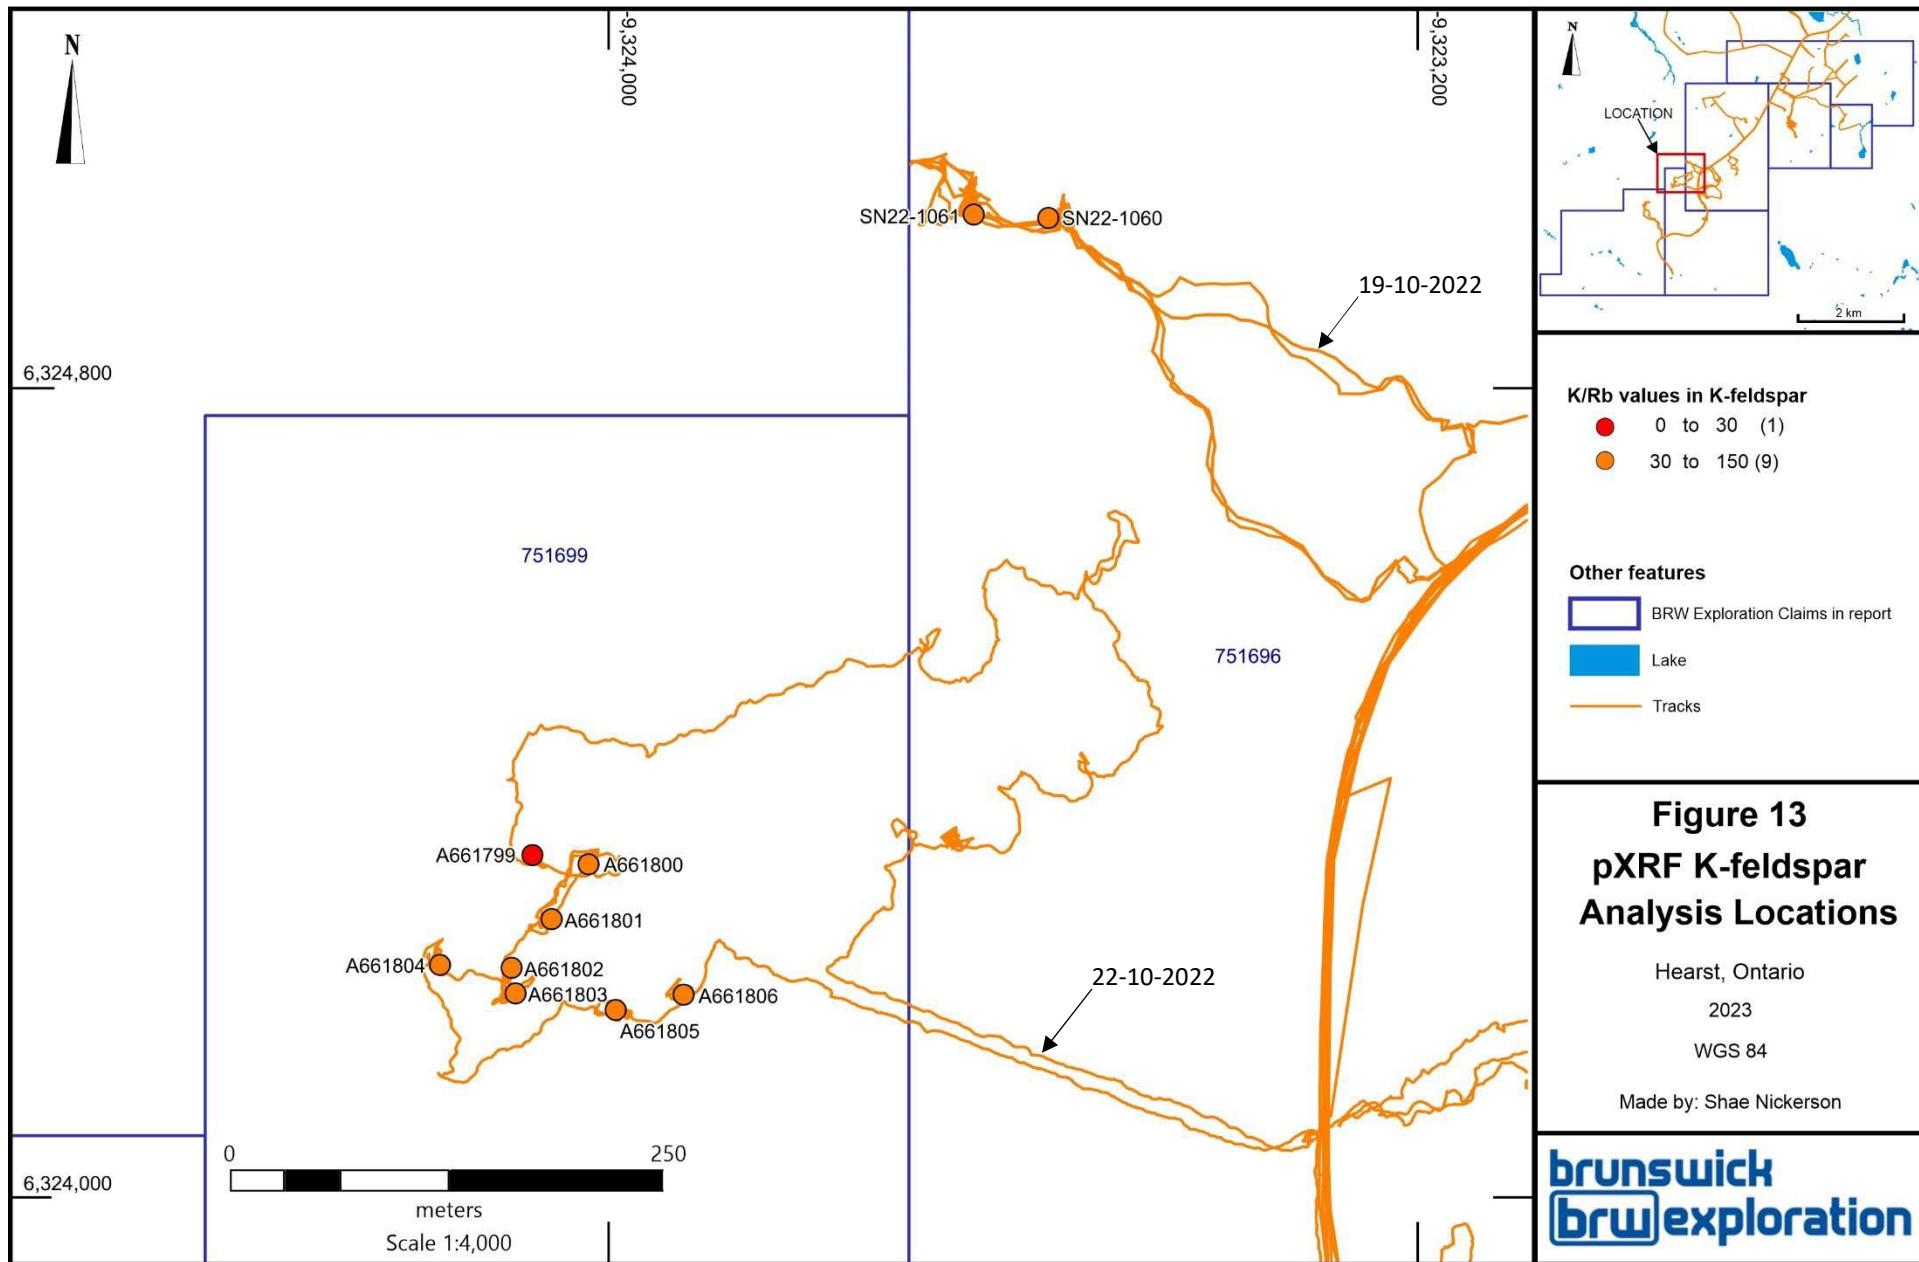 N
-9,324,000
-9,323,200
SN22-1061
SN22-1060
19-10-2022
6,324,800
751699
751696
A661799
A661800
A661801
A661804
A661802
A661803
A661806
A661805
22-10-2022
0 250
meters
Scale 1:4,000
6,324,000
N
LOCATION
2 km
K/Rb values in K-feldspar
0 to 30 (1)
30 to 150 (9)
Other features
BRW Exploration Claims in report
Lake
Tracks
Figure 13
pXRF K-feldspar
Analysis Locations
Hearst, Ontario
2023
WGS 84
Made by: Shae Nickerson
brunswick
brw exploration